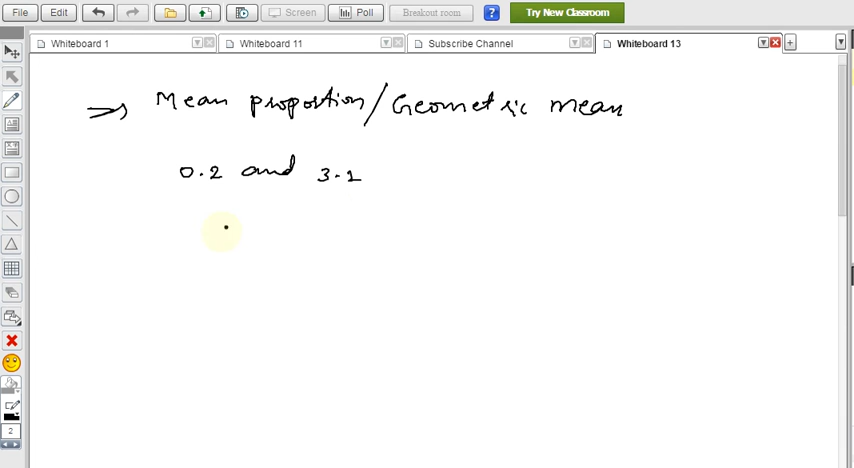 File Edit Screen Poll Breakout room ? Try New Classroom
Whiteboard 1 Whiteboard 11 Subscribe Channel Whiteboard 13
Mean proportion/Geometric mean
0.2 and 3.1
2